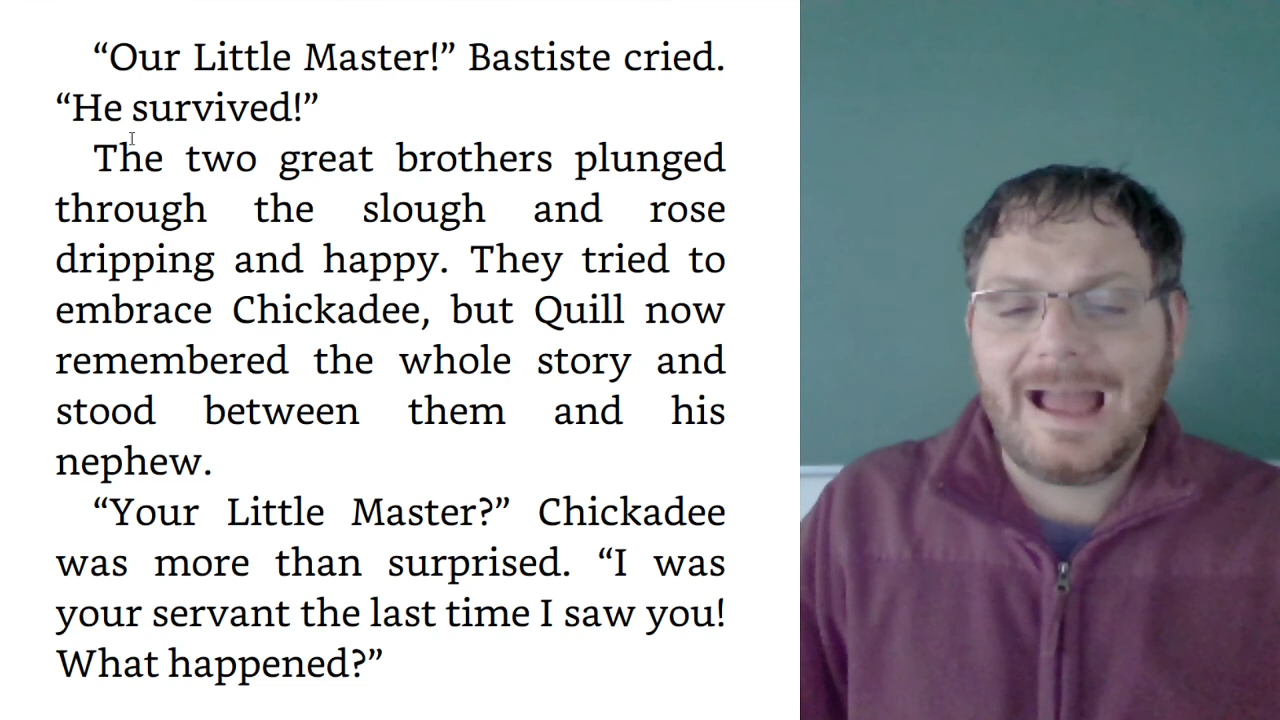 “Our Little Master!” Bastiste cried.
“He survived!”
The two great brothers plunged
through the slough and rose
dripping and happy. They tried to
embrace Chickadee, but Quill now
remembered the whole story and
stood between them and his
nephew.
“Your Little Master?” Chickadee
was more than surprised. “I was
your servant the last time I saw you!
What happened?”